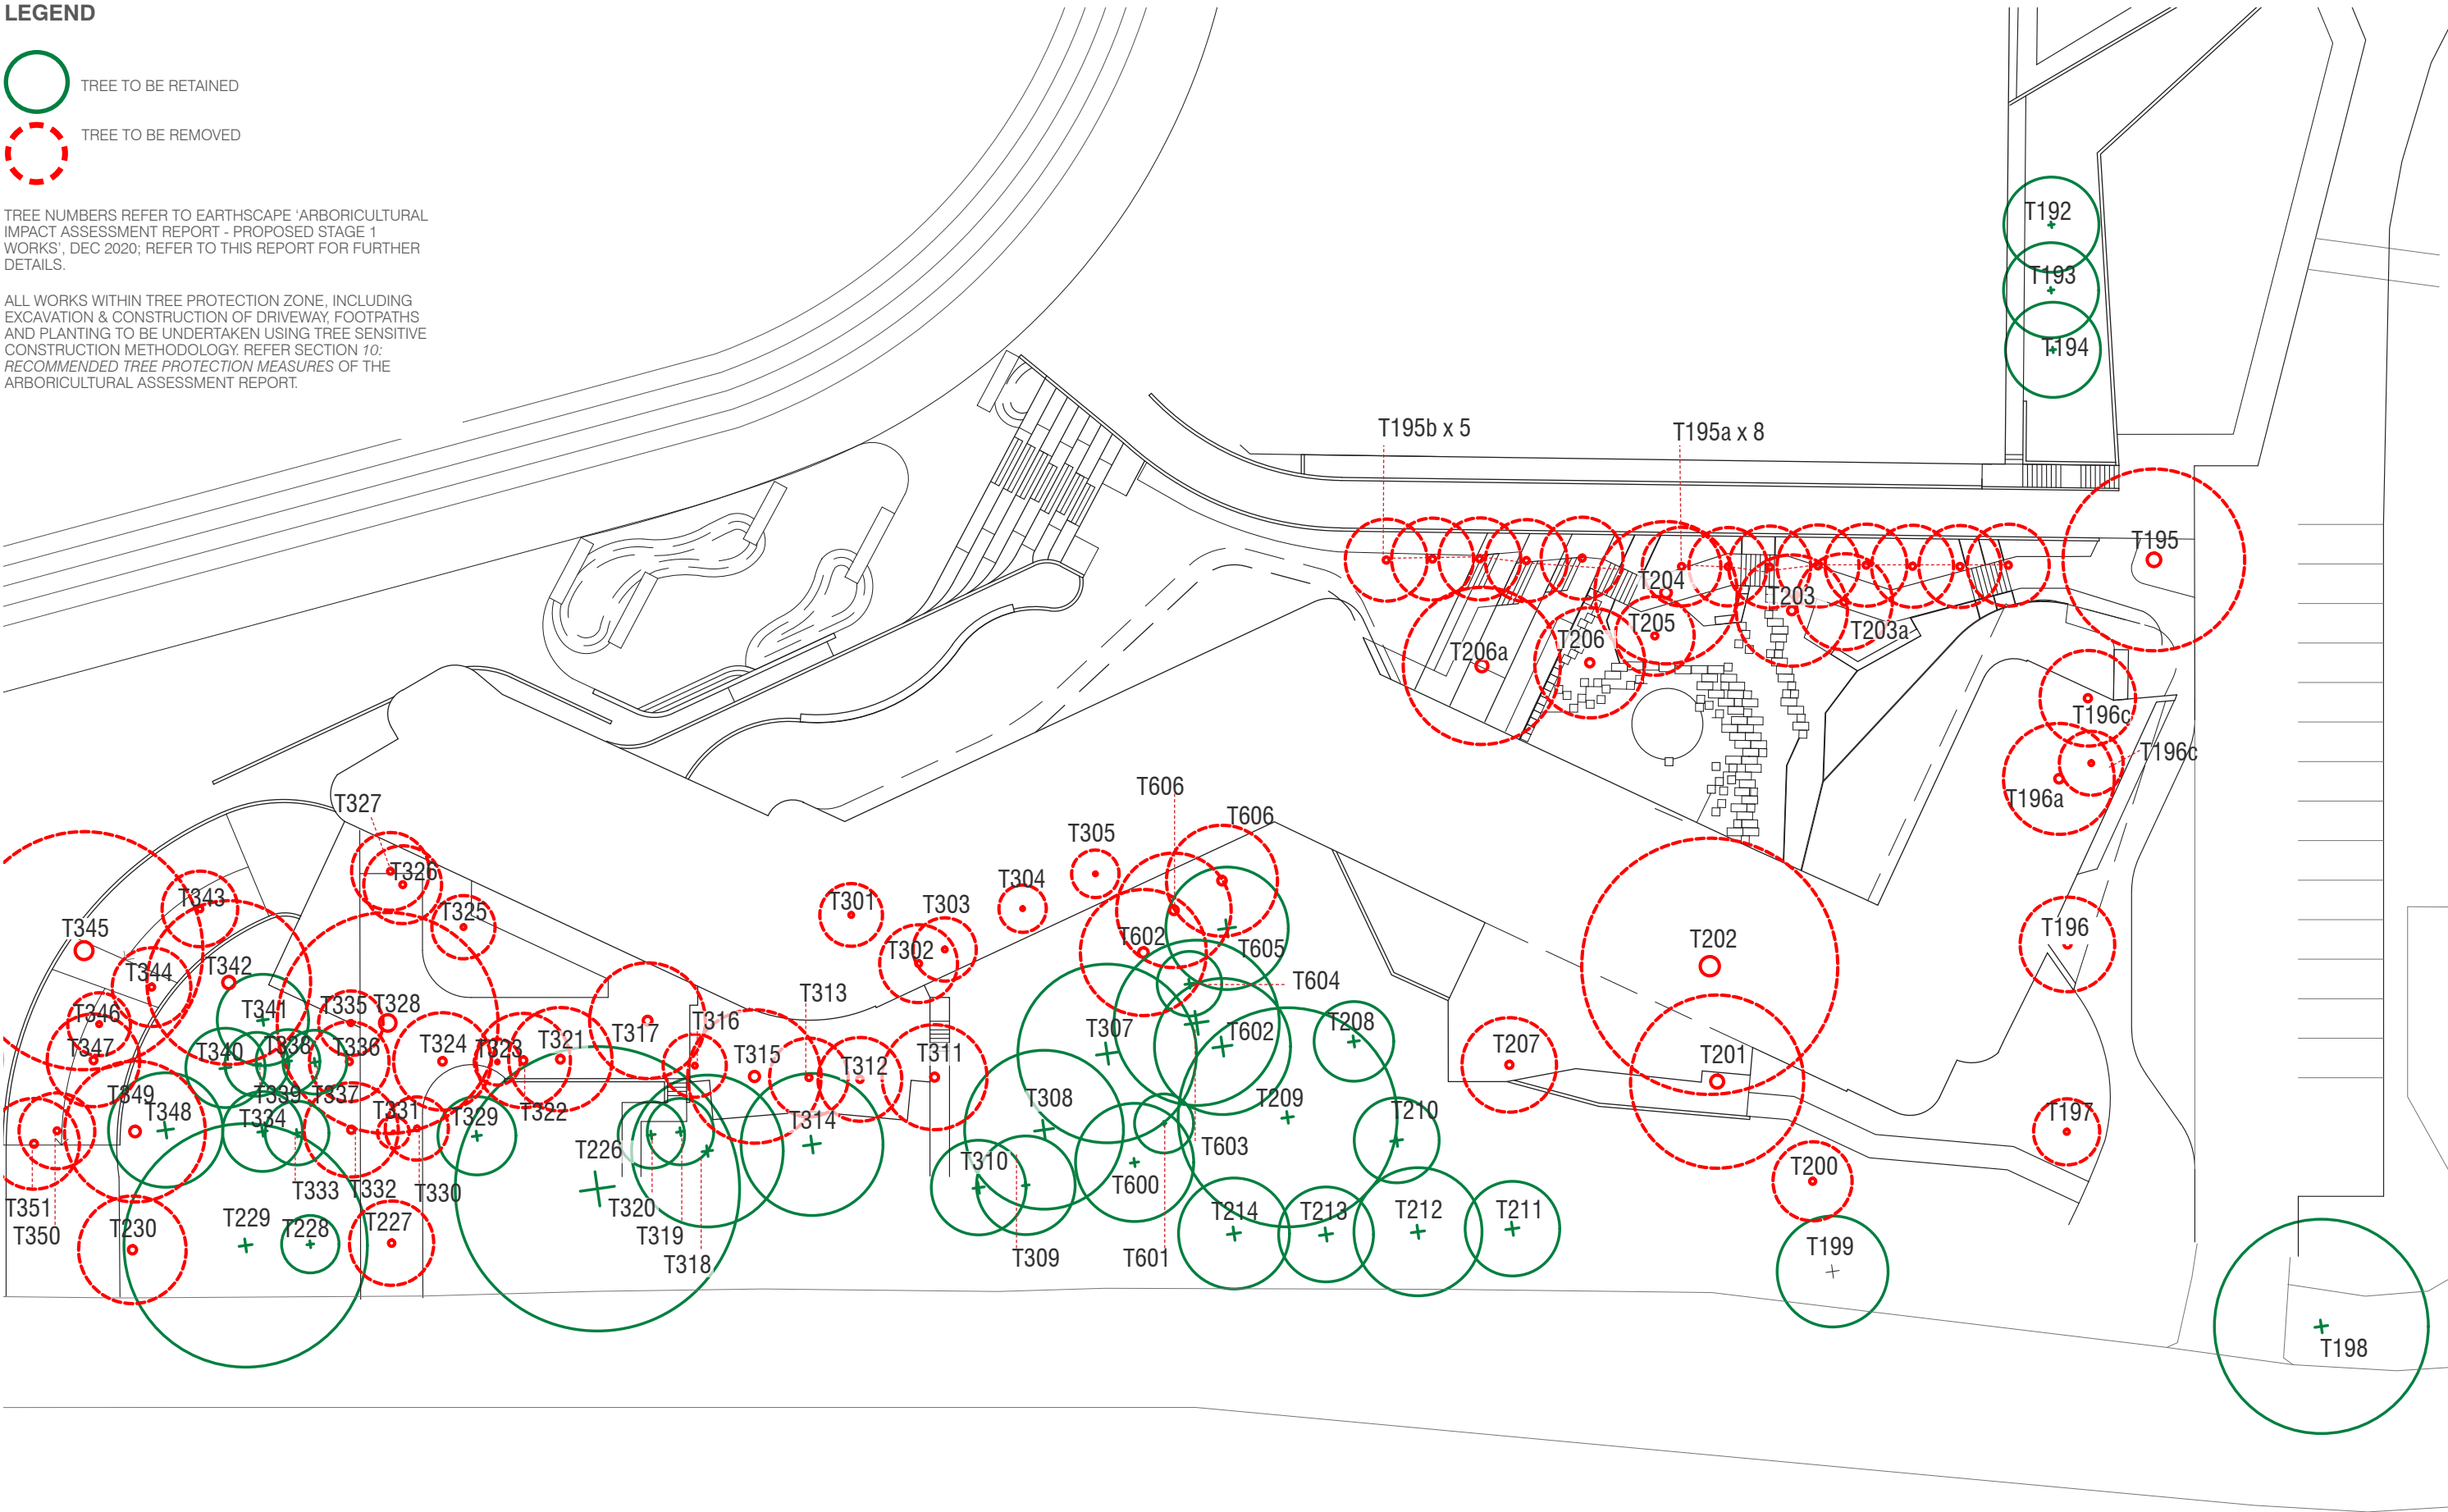 LEGEND
TREE TO BE RETAINED
TREE TO BE REMOVED
TREE NUMBERS REFER TO EARTHSCAPE ‘ARBORICULTURAL
IMPACT ASSESSMENT REPORT - PROPOSED STAGE 1
WORKS’, DEC 2020; REFER TO THIS REPORT FOR FURTHER
DETAILS.
ALL WORKS WITHIN TREE PROTECTION ZONE, INCLUDING
EXCAVATION & CONSTRUCTION OF DRIVEWAY, FOOTPATHS
AND PLANTING TO BE UNDERTAKEN USING TREE SENSITIVE
CONSTRUCTION METHODOLOGY. REFER SECTION 10:
RECOMMENDED TREE PROTECTION MEASURES OF THE
ARBORICULTURAL ASSESSMENT REPORT.
T192
T193
T194
T195b x 5
T195a x 8
T195
T204
T203
T205
T203a
T206
T206a
T196c
T196c
T196a
T606
T327
T606
T305
T326
T304
T343
T301
T303
T325
T345
T196
T602
T202
T302
T605
T342
T344
T604
T313
T341
T335
T328
T346
T316
T307
T602
T208
T317
T347
T340
T338
T336
T324
T323
T321
T315
T312
T311
T207
T201
T349
T339
T337
T308
T209
T348
T334
T331
T329
T322
T314
T210
T197
T226
T603
T310
T200
T600
T333
T332
T330
T351
T320
T350
T230
T229
T228
T227
T319
T214
T213
T212
T211
T318
T309
T601
T199
T198